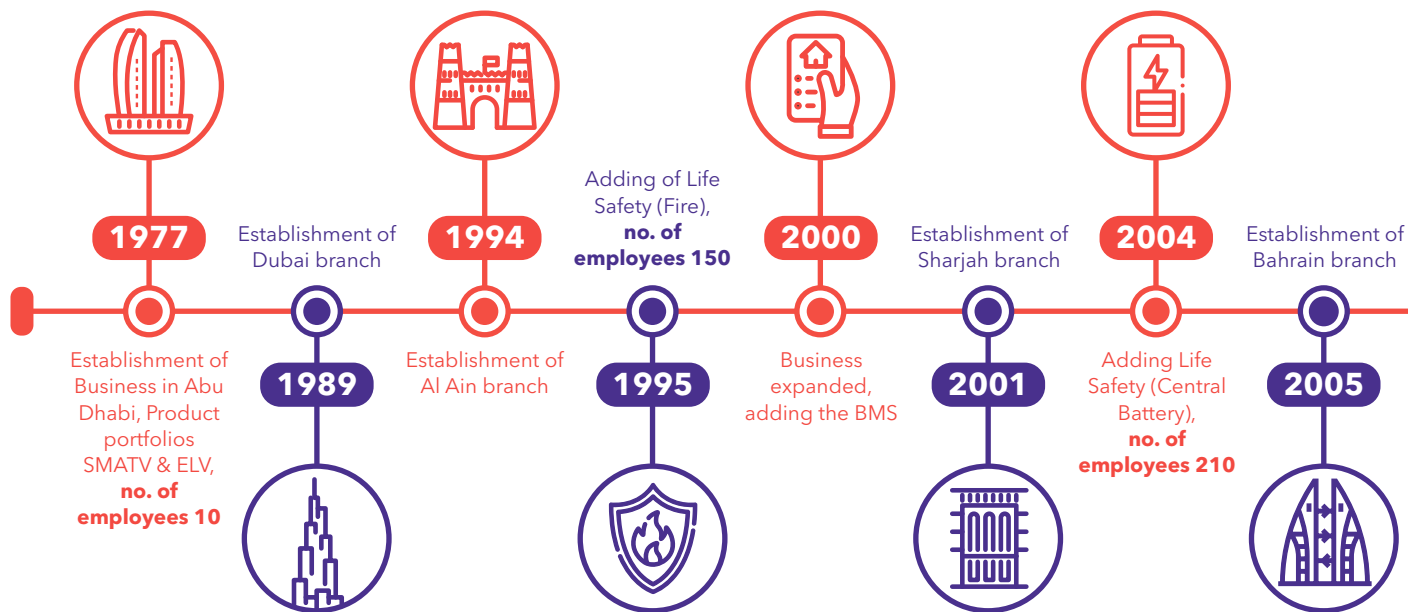 1977
Establishment of
Business in Abu
Dhabi, Product
portfolios
SMATV & ELV,
no. of
employees 10
Establishment of
Dubai branch
1989
1994
Establishment of
Al Ain branch
Adding of Life
Safety (Fire),
no. of
employees 150
1995
2000
Business
expanded,
adding the BMS
Establishment of
Sharjah branch
2001
2004
Adding Life
Safety (Central
Battery),
no. of
employees 210
Establishment of
Bahrain branch
2005